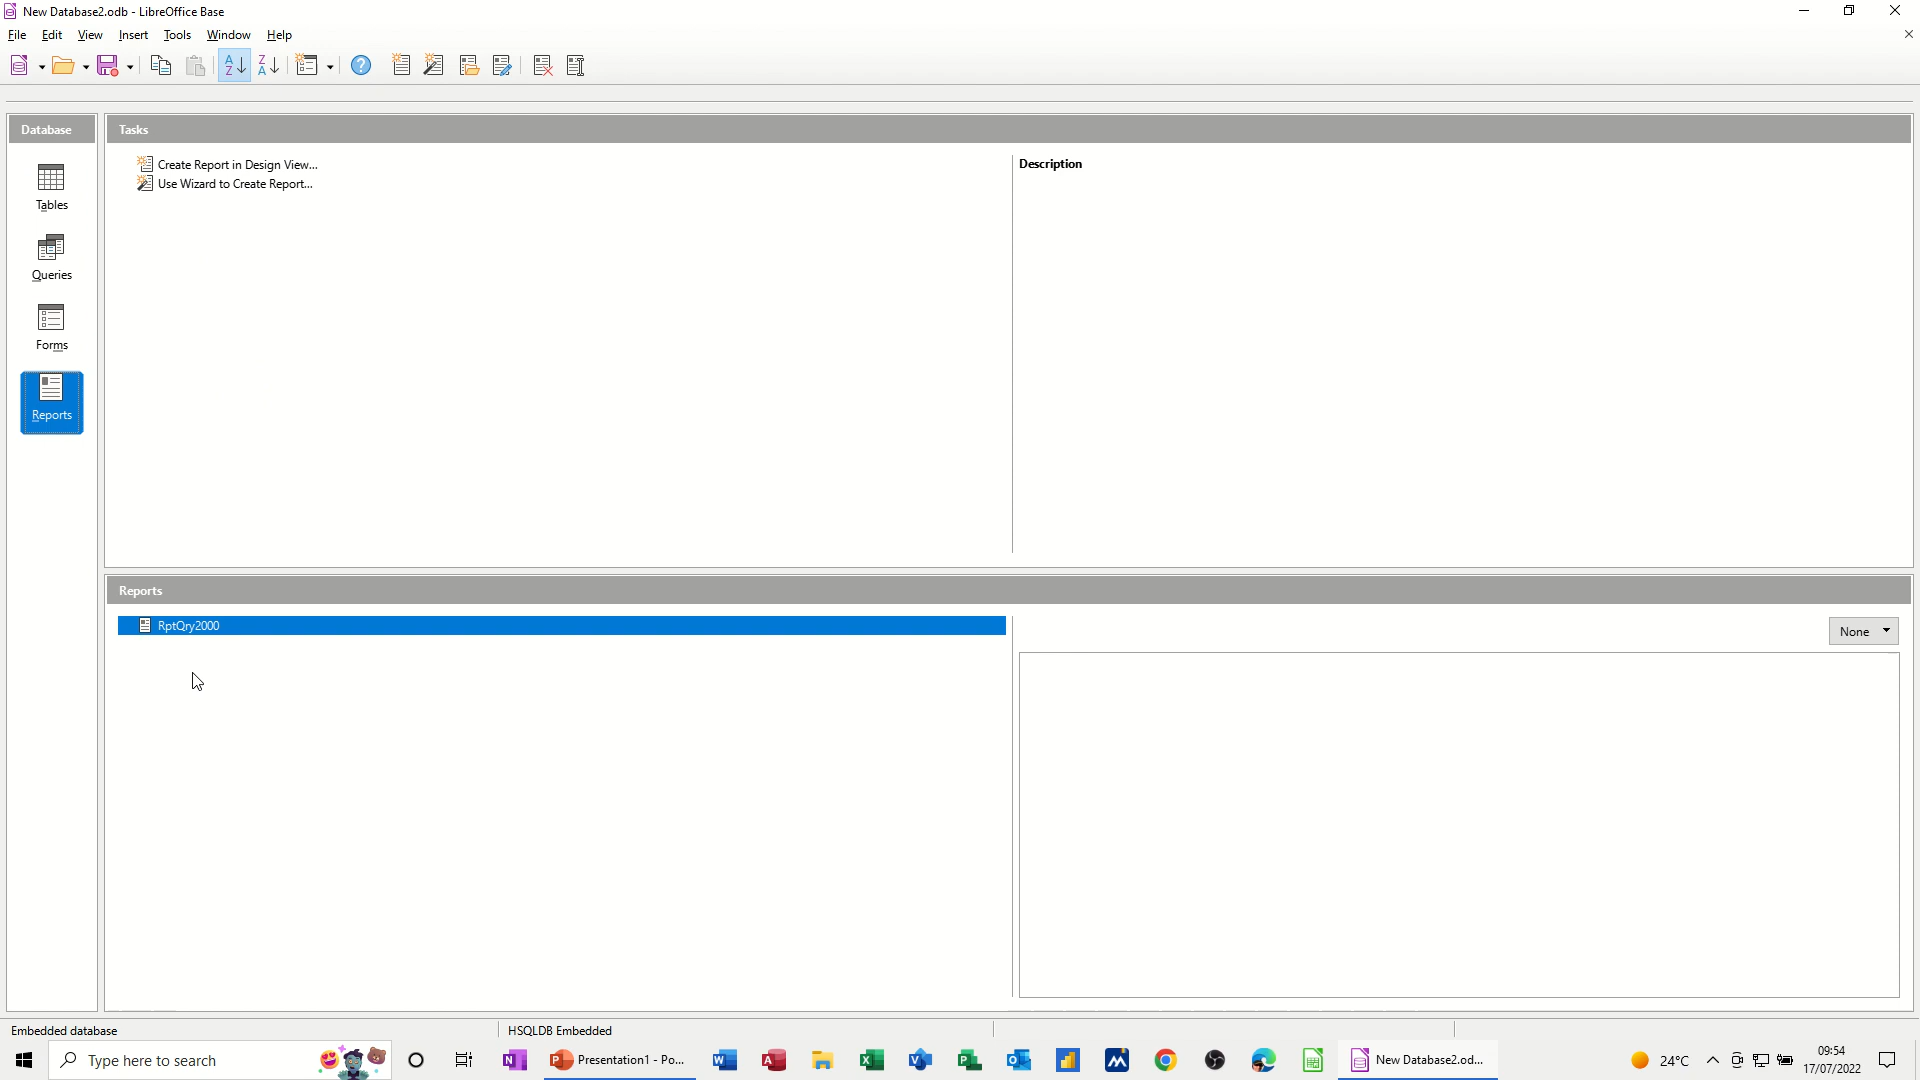 New Database2.odb - LibreOffice Base
File Edit View Insert Tools Window Help
Database
Tables
Queries
Forms
Reports
Tasks
Create Report in Design View...
Use Wizard to Create Report...
Description
Reports
RptQry2000
None
Embedded database
HSQLDB Embedded
Type here to search
Presentation1 - Po...
New Database2.od...
24°C
09:54
17/07/2022